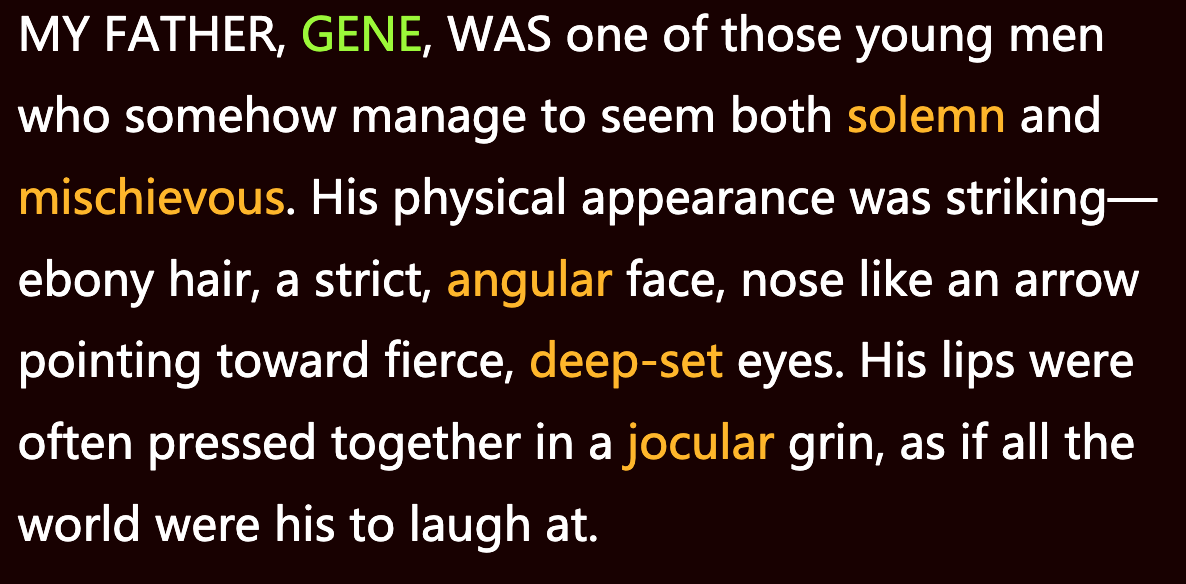 MY FATHER, GENE, WAS one of those young men
who somehow manage to seem both solemn and
mischievous. His physical appearance was striking—
ebony hair, a strict, angular face, nose like an arrow
pointing toward fierce, deep-set eyes. His lips were
often pressed together in a jocular grin, as if all the
world were his to laugh at.